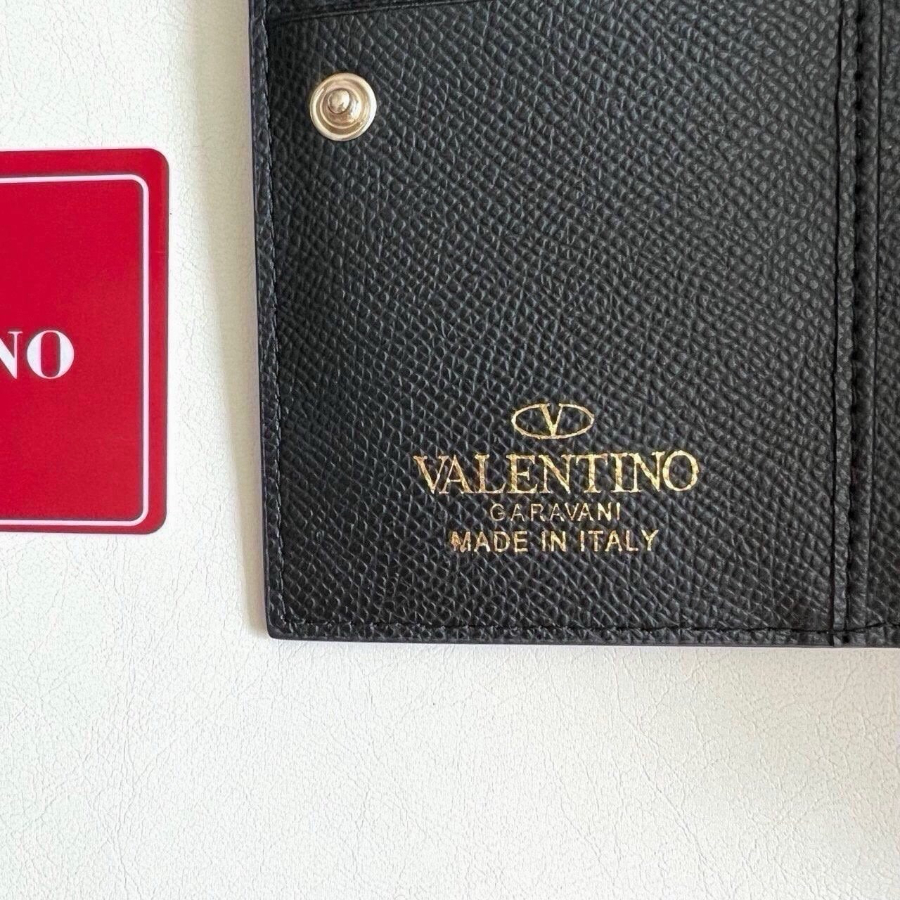 NO
V
VALENTINO
GARAVANI
MADE IN ITALY